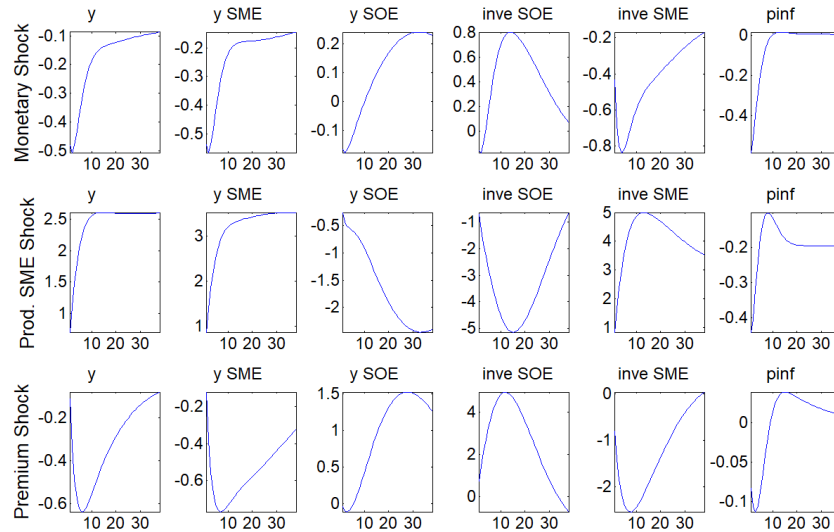 y y SME y SOE inve SOE inve SME pinf
Monetary Shock
-0.1 -0.2 -0.3 -0.4 -0.5
-0.2 -0.3 -0.4 -0.5
0.2 0.1 0 -0.1
0.8 0.6 0.4 0.2 0
-0.2 -0.4 -0.6 -0.8
0 -0.2 -0.4
10 20 30 10 20 30 10 20 30 10 20 30 10 20 30 10 20 30
y y SME y SOE inve SOE inve SME pinf
Prod. SME Shock
2.5 2 1.5 1
3 2 1
-0.5 -1 -1.5 -2
-1 -2 -3 -4 -5
5 4 3 2 1
-0.2 -0.3 -0.4
10 20 30 10 20 30 10 20 30 10 20 30 10 20 30 10 20 30
y y SME y SOE inve SOE inve SME pinf
Premium Shock
-0.2 -0.4 -0.6
-0.2 -0.4 -0.6
1.5 1 0.5 0
4 2 0
0 -1 -2
0 -0.05 -0.1
10 20 30 10 20 30 10 20 30 10 20 30 10 20 30 10 20 30